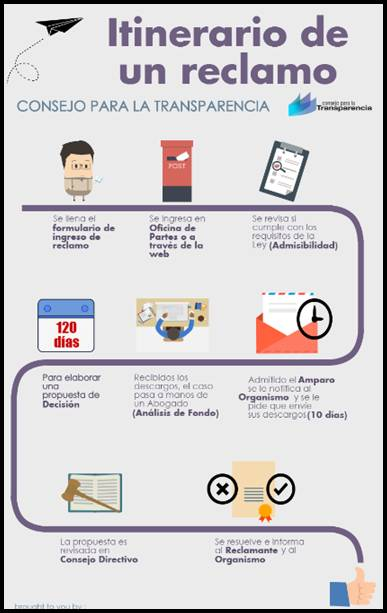 Itinerario de
un reclamo
CONSEJO PARA LA TRANSPARENCIA
consejo para la
Transparencia
POST
Se llena el
formulario de
ingreso de
reclamo
Se ingresa en
Oficina de
Partes o a
través de la
web
Se revisa si
cumple con los
requisitos de la
Ley (Admisibilidad)
120
días
Para elaborar
una
propuesta de
Decisión
Recibidos los
descargos, el caso
pasa a manos de
un Abogado
(Análisis de Fondo)
Admitido el Amparo
se le notifica al
Organismo y se le
pide que envíe
sus descargos (10 días)
La propuesta es
revisada en
Consejo Directivo
Se resuelve e informa
al Reclamante y al
Organismo
brought to you by :